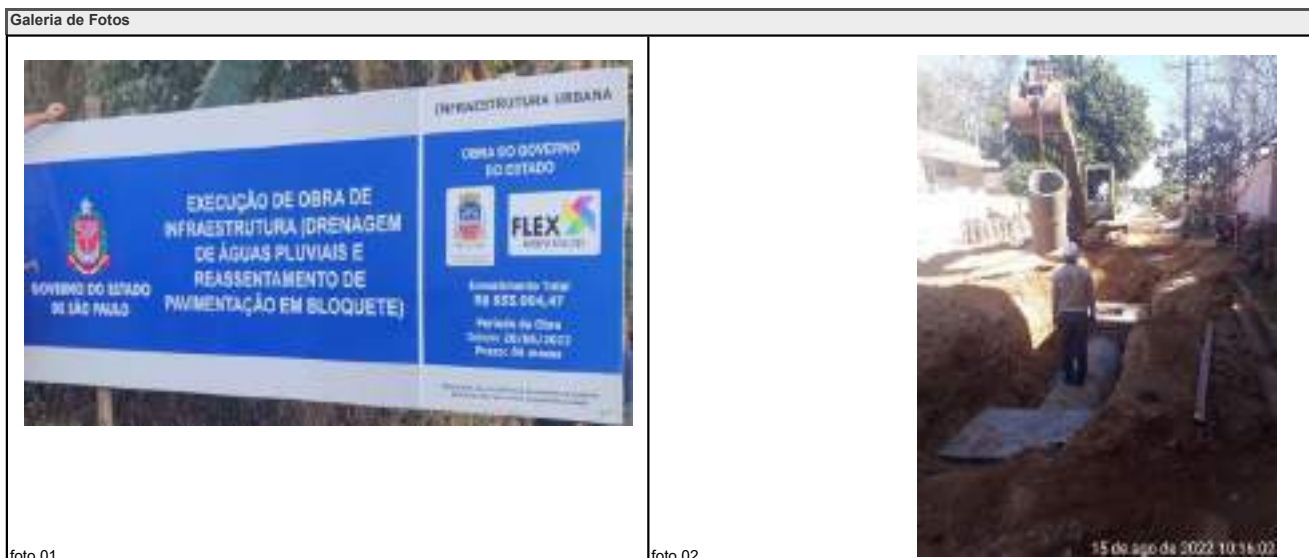 Galeria de Fotos
GOVERNO DO ESTADO
DE SÃO PAULO
EXECUÇÃO DE OBRA DE
INFRAESTRUTURA (DRENAGEM
DE ÁGUAS PLUVIAIS E
REASSENTAMENTO DE
PAVIMENTAÇÃO EM BLOQUETE)
INFRAESTRUTURA URBANA
OBRA DO GOVERNO
DO ESTADO
FLEX
Investimento Total
Período da Obra
foto 01
15 de ago de 2022 10:16:02
foto 02